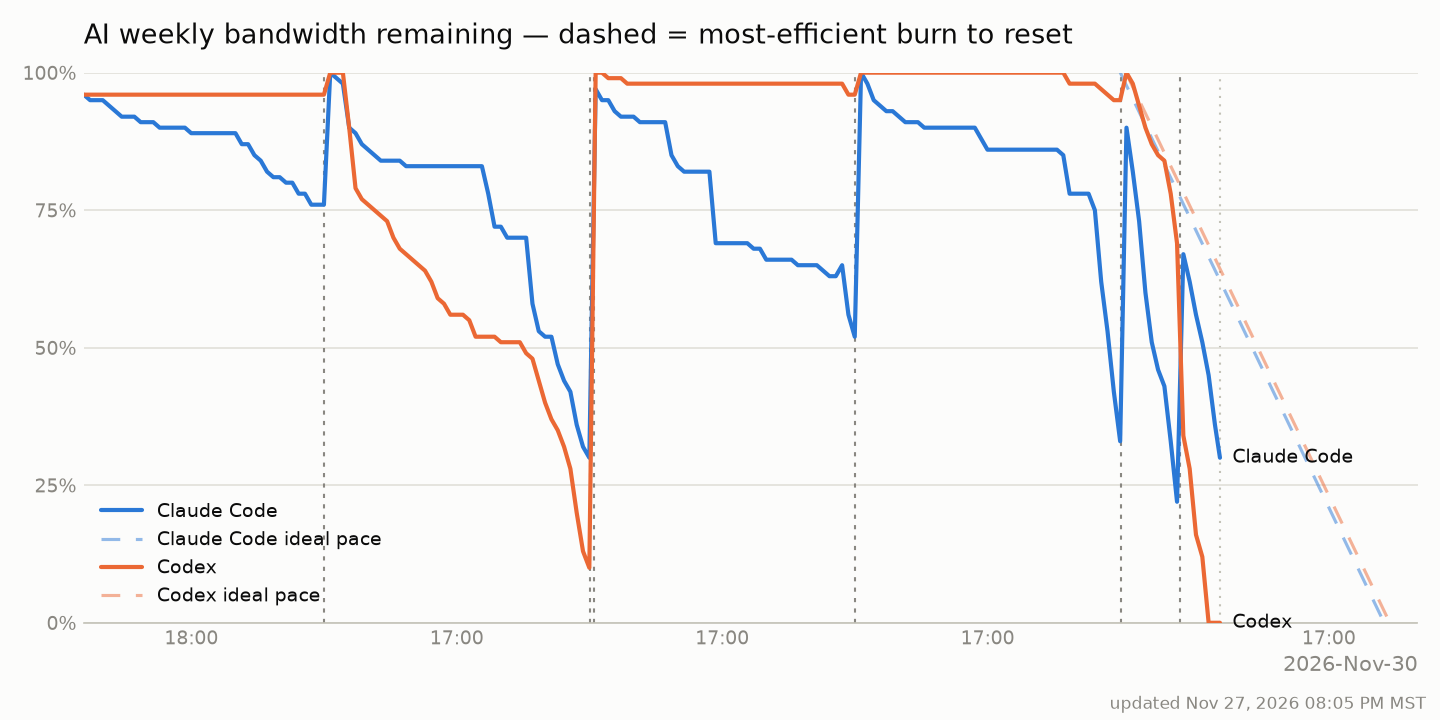 AI weekly bandwidth remaining — dashed = most-efficient burn to reset
100%
75%
50%
25%
0%
Claude Code
Claude Code ideal pace
Codex
Codex ideal pace
Claude Code
Codex
18:00
17:00
17:00
17:00
17:00
2026-Nov-30
updated Nov 27, 2026 08:05 PM MST